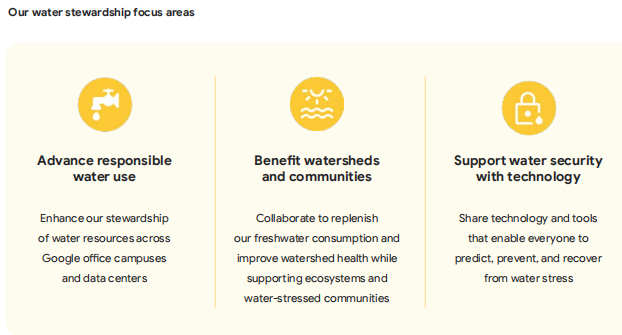 Our water stewardship focus areas
Advance responsible
water use
Enhance our stewardship
of water resources across
Google office campuses
and data centers
Benefit watersheds
and communities
Collaborate to replenish
our freshwater consumption and
improve watershed health while
supporting ecosystems and
water-stressed communities
Support water security
with technology
Share technology and tools
that enable everyone to
predict, prevent, and recover
from water stress